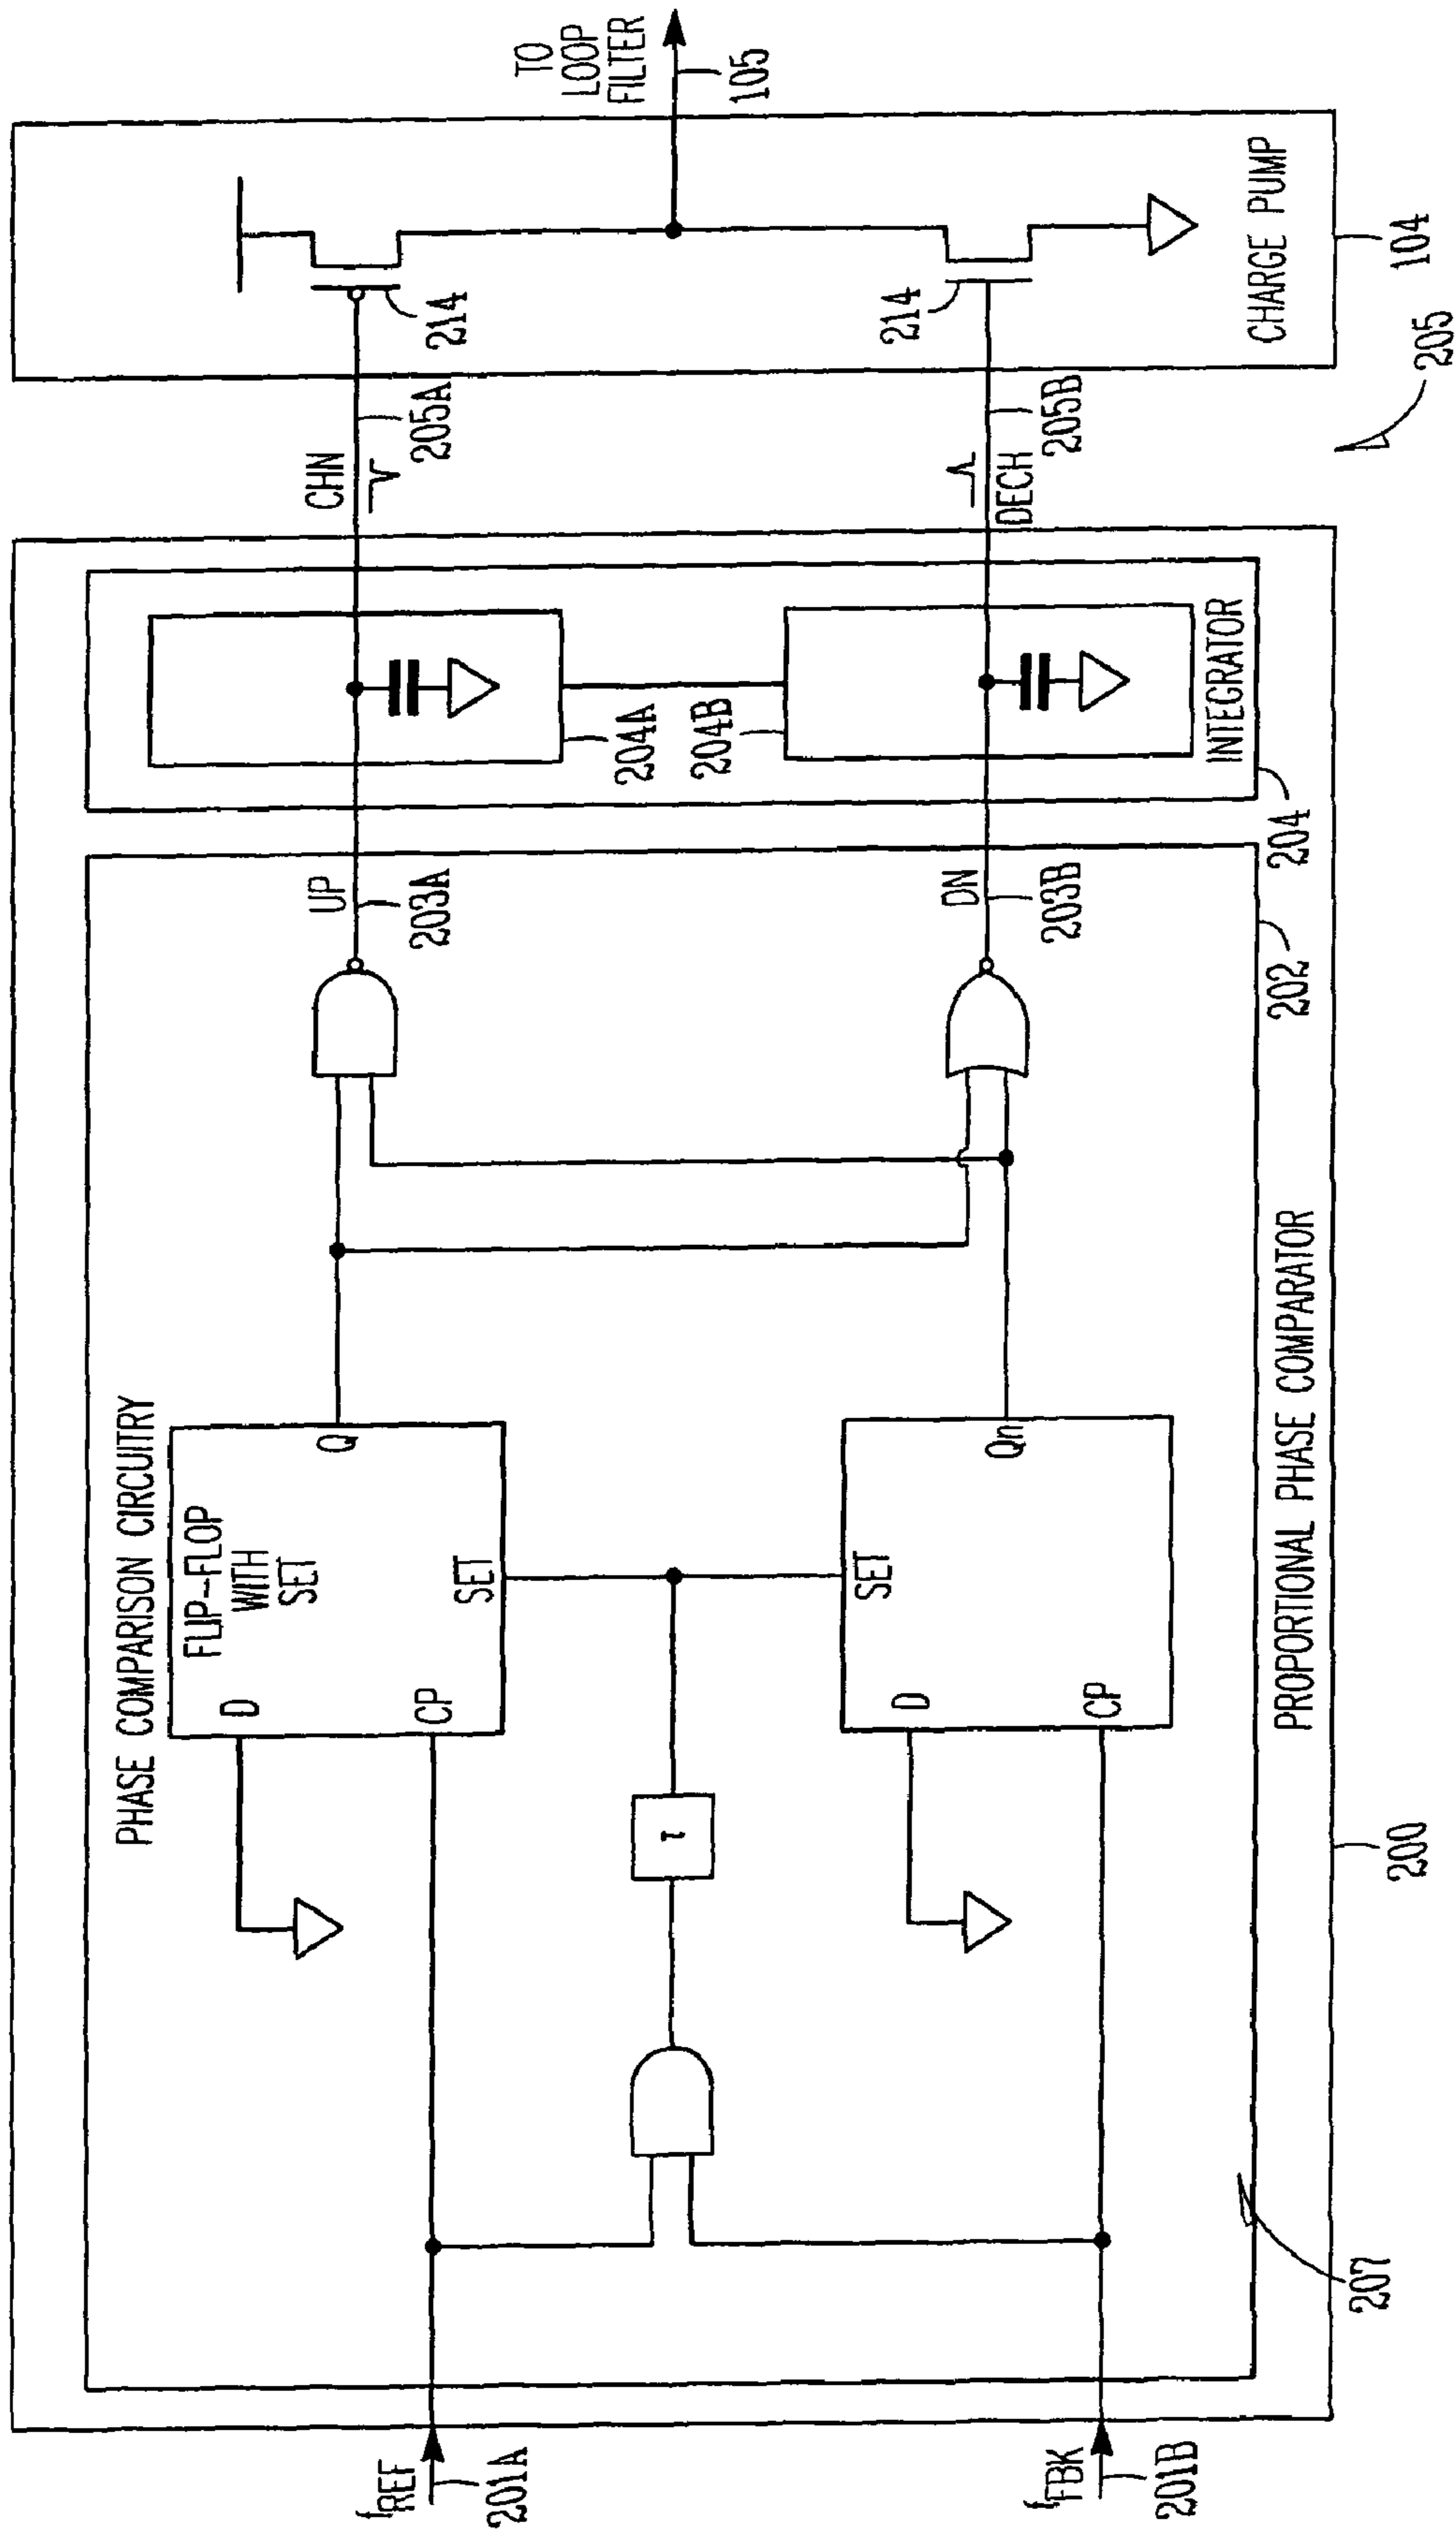 PHASE COMPARISON CIRCUITRY
FLIP-FLOP
WITH
SET
D
Q
CP
SET
SET
D
Qn
CP
τ
fREF
201A
fFBK
201B
207
UP
203A
DN
203B
202
204A
204B
INTEGRATOR
204
PROPORTIONAL PHASE COMPARATOR
200
CHN
205A
DECH
205B
205
214
214
CHARGE PUMP
104
TO
LOOP
FILTER
105